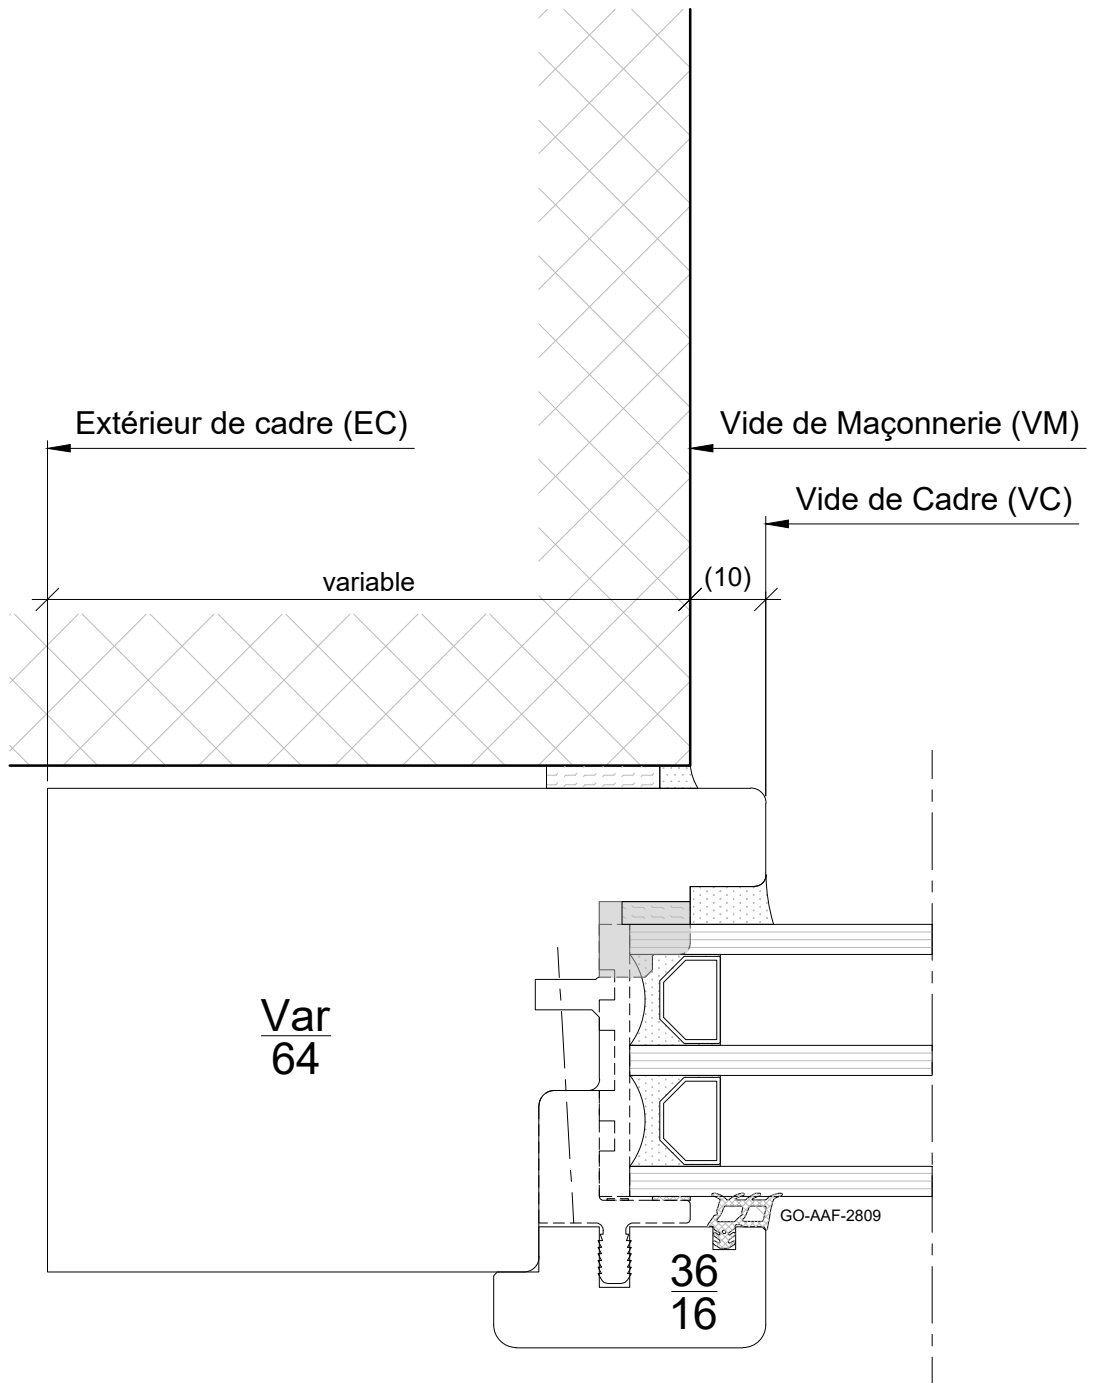 Extérieur de cadre (EC)
Vide de Maçonnerie (VM)
Vide de Cadre (VC)
variable
(10)
Var
64
GO-AAF-2809
36
16